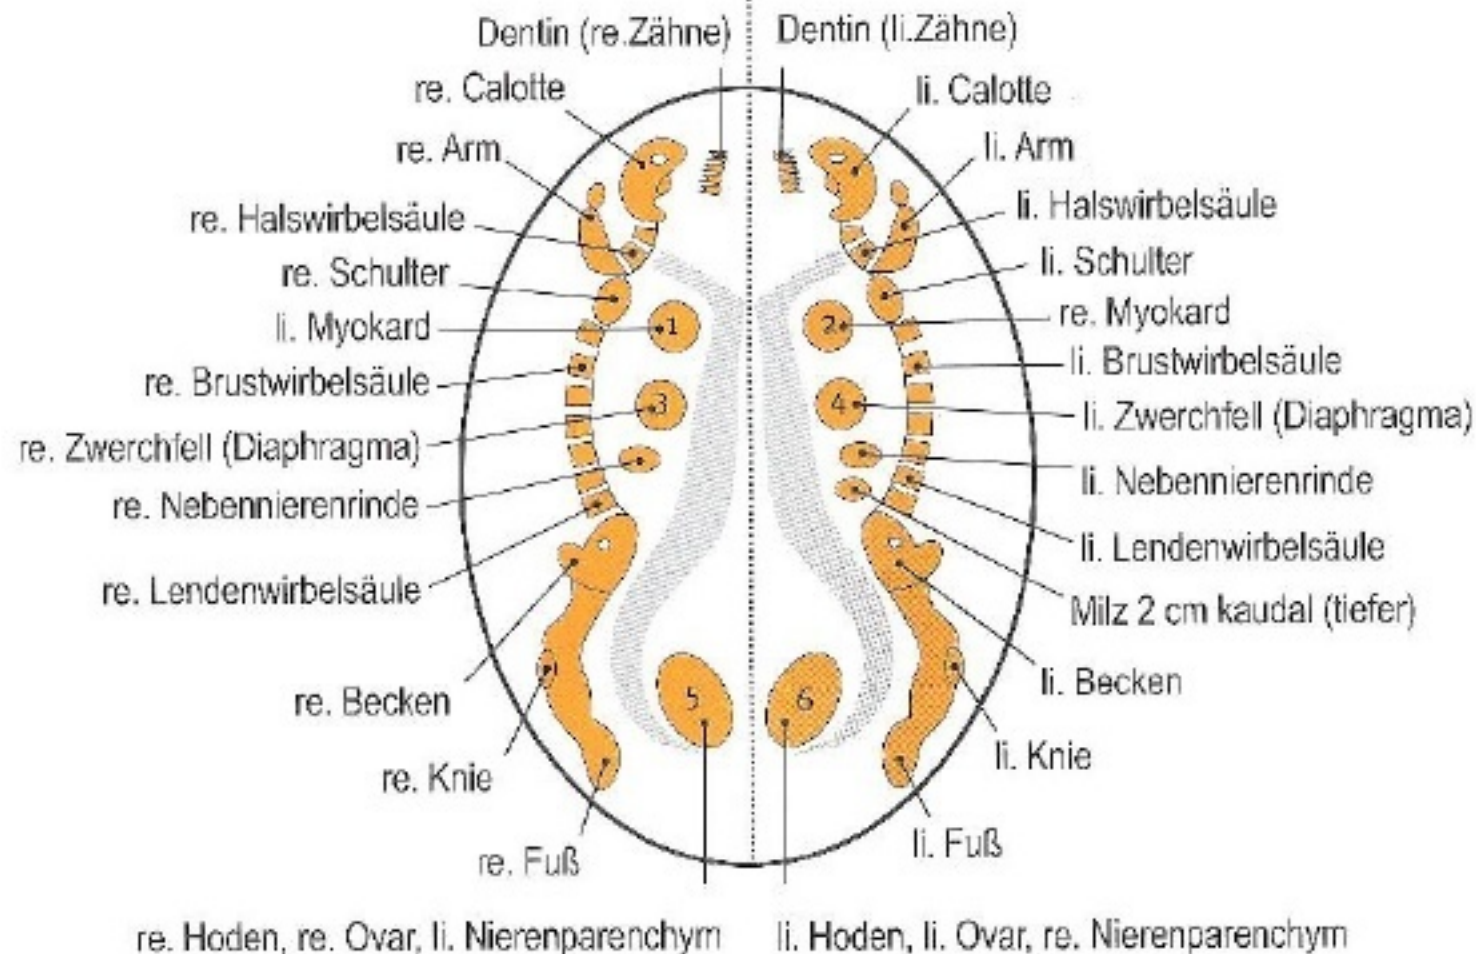 Dentin (re.Zähne)
Dentin (li.Zähne)
re. Calotte
li. Calotte
re. Arm
li. Arm
re. Halswirbelsäule
li. Halswirbelsäule
re. Schulter
li. Schulter
li. Myokard
1
2
re. Myokard
re. Brustwirbelsäule
li. Brustwirbelsäule
3
4
re. Zwerchfell (Diaphragma)
li. Zwerchfell (Diaphragma)
re. Nebennierenrinde
li. Nebennierenrinde
re. Lendenwirbelsäule
li. Lendenwirbelsäule
Milz 2 cm kaudal (tiefer)
re. Becken
5
6
li. Becken
re. Knie
li. Knie
re. Fuß
li. Fuß
re. Hoden, re. Ovar, li. Nierenparenchym
li. Hoden, li. Ovar, re. Nierenparenchym